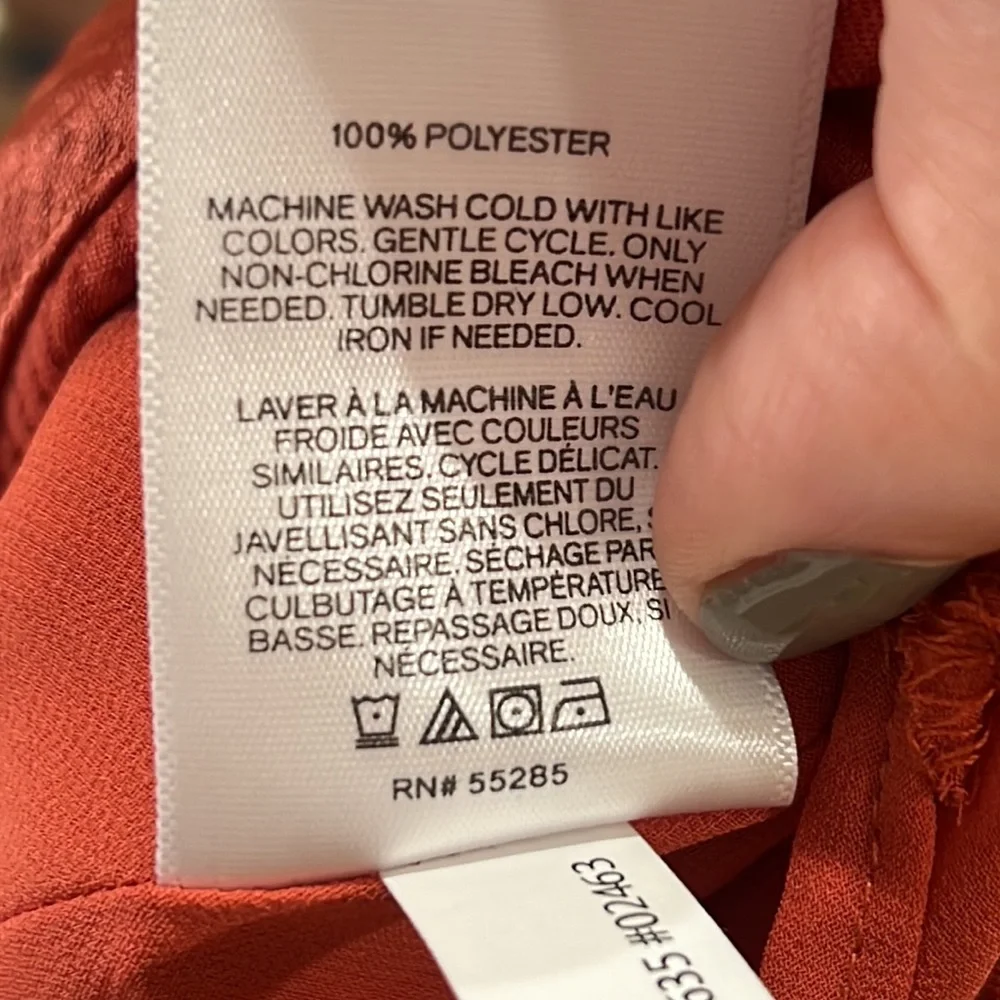 100% POLYESTER
MACHINE WASH COLD WITH LIKE
COLORS. GENTLE CYCLE. ONLY
NON-CHLORINE BLEACH WHEN
NEEDED. TUMBLE DRY LOW. COOL
IRON IF NEEDED.
LAVER À LA MACHINE À L'EAU
FROIDE AVEC COULEURS
SIMILAIRES. CYCLE DÉLICAT.
UTILISEZ SEULEMENT DU
JAVELLISANT SANS CHLORE,
NÉCESSAIRE. SÉCHAGE PAR
CULBUTAGE À TEMPÉRATURE
BASSE. REPASSAGE DOUX. SI
NÉCESSAIRE.
RN# 55285
#02463